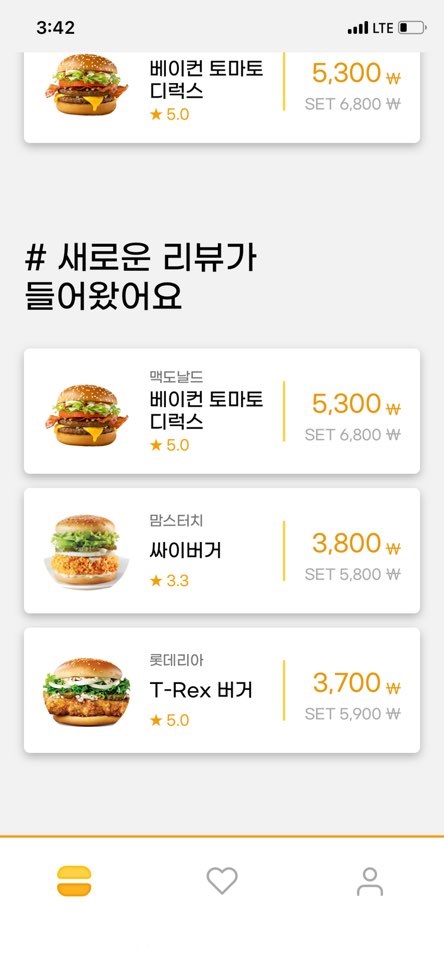 3:42
LTE
베이컨 토마토
디럭스
★ 5.0
5,300 ₩
SET 6,800 ₩
# 새로운 리뷰가
들어왔어요
맥도날드
베이컨 토마토
디럭스
★ 5.0
5,300 ₩
SET 6,800 ₩
맘스터치
싸이버거
★ 3.3
3,800 ₩
SET 5,800 ₩
롯데리아
T-Rex 버거
★ 5.0
3,700 ₩
SET 5,900 ₩